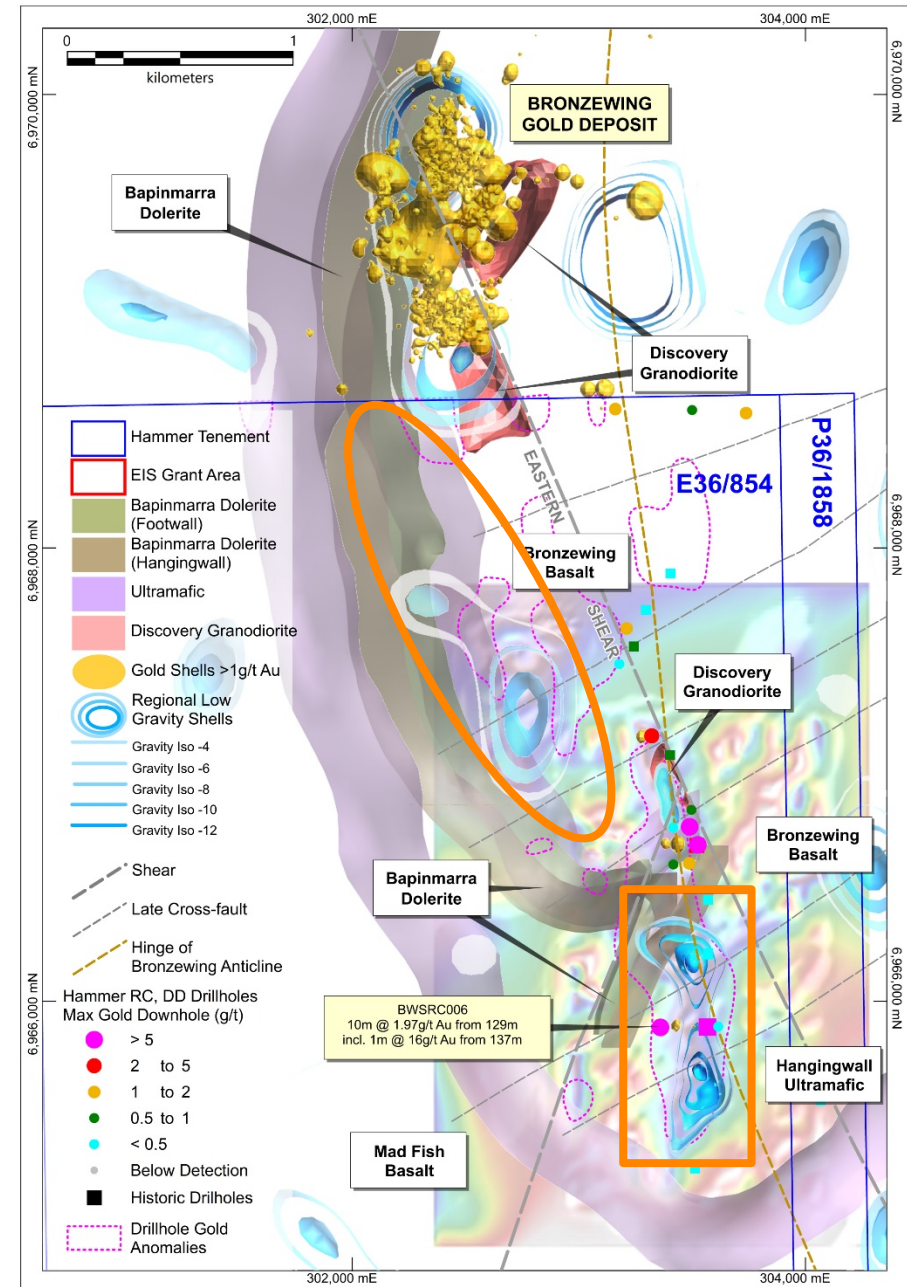 302,000 mE
304,000 mE
0
1
kilometers
6,970,000 mN
6,970,000 mN
BRONZEWING
GOLD DEPOSIT
Bapinmarra
Dolerite
Discovery
Granodiorite
Hammer Tenement
EIS Grant Area
Bapinmarra Dolerite
(Footwall)
Bapinmarra Dolerite
(Hangingwall)
Ultramafic
Discovery Granodiorite
Gold Shells >1g/t Au
Regional Low
Gravity Shells
Gravity Iso -4
Gravity Iso -6
Gravity Iso -8
Gravity Iso -10
Gravity Iso -12
Shear
Late Cross-fault
Hinge of
Bronzewing Anticline
Hammer RC, DD Drillholes
Max Gold Downhole (g/t)
> 5
2 to 5
1 to 2
0.5 to 1
< 0.5
Below Detection
Historic Drilholes
Drillhole Gold
Anomalies
E36/854
P36/1858
EASTERN
SHEAR
Bronzewing
Basalt
6,968,000 mN
6,968,000 mN
Discovery
Granodiorite
Bronzewing
Basalt
Bapinmarra
Dolerite
6,966,000 mN
6,966,000 mN
BWSRC006
10m @ 1.97g/t Au from 129m
incl. 1m @ 16g/t Au from 137m
Hangingwall
Ultramafic
Mad Fish
Basalt
302,000 mE
304,000 mE